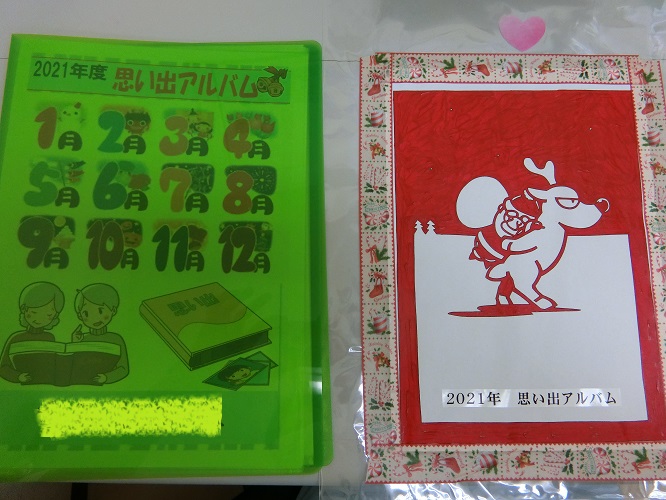 2021年度 思い出アルバム
1月 2月 3月 4月
5月 6月 7月 8月
9月 10月 11月 12月
思い出
2021年 思い出アルバム